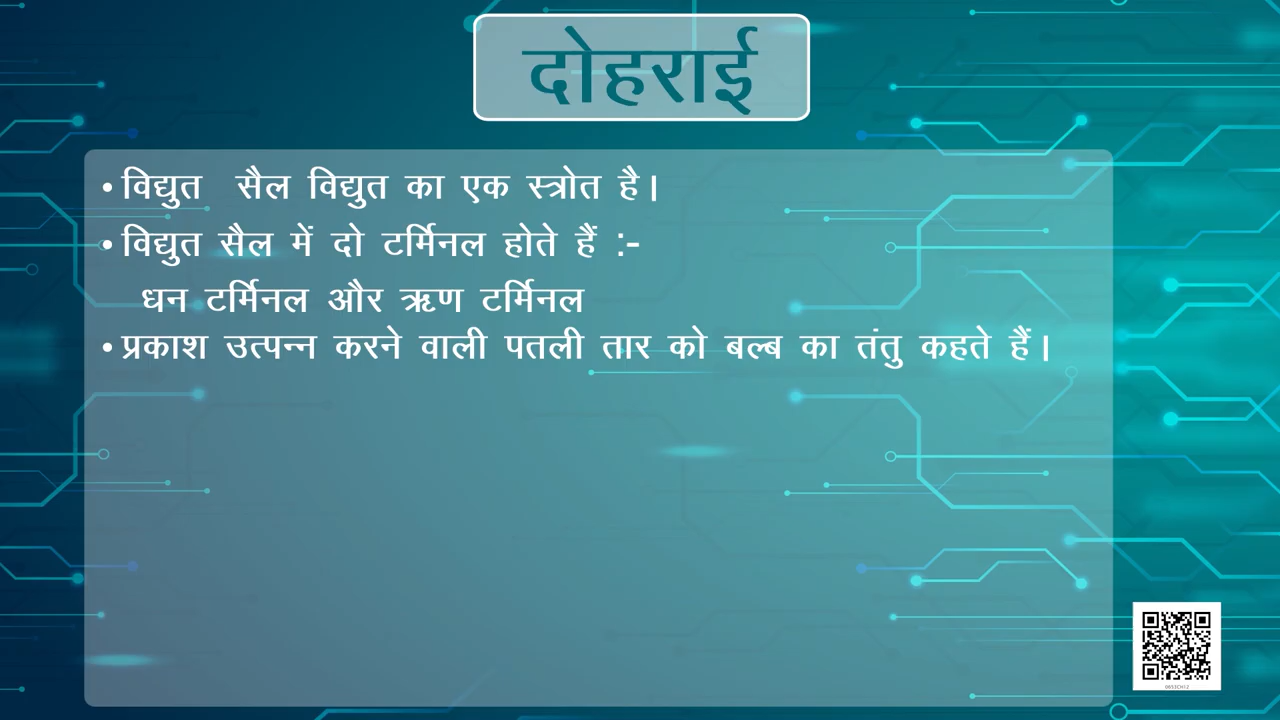 दोहराई
• विद्युत सैल विद्युत का एक स्त्रोत है।
• विद्युत सैल में दो टर्मिनल होते हैं :-
धन टर्मिनल और ऋण टर्मिनल
• प्रकाश उत्पन्न करने वाली पतली तार को बल्ब का तंतु कहते हैं।